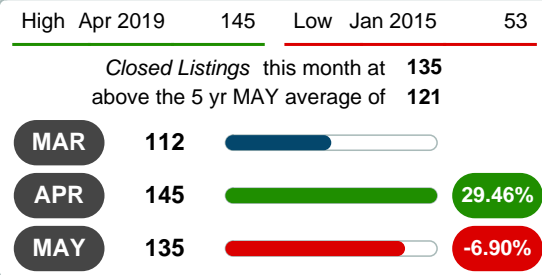 High Apr 2019 145 Low Jan 2015 53
Closed Listings this month at 135
above the 5 yr MAY average of 121
MAR 112
APR 145 29.46%
MAY 135 -6.90%